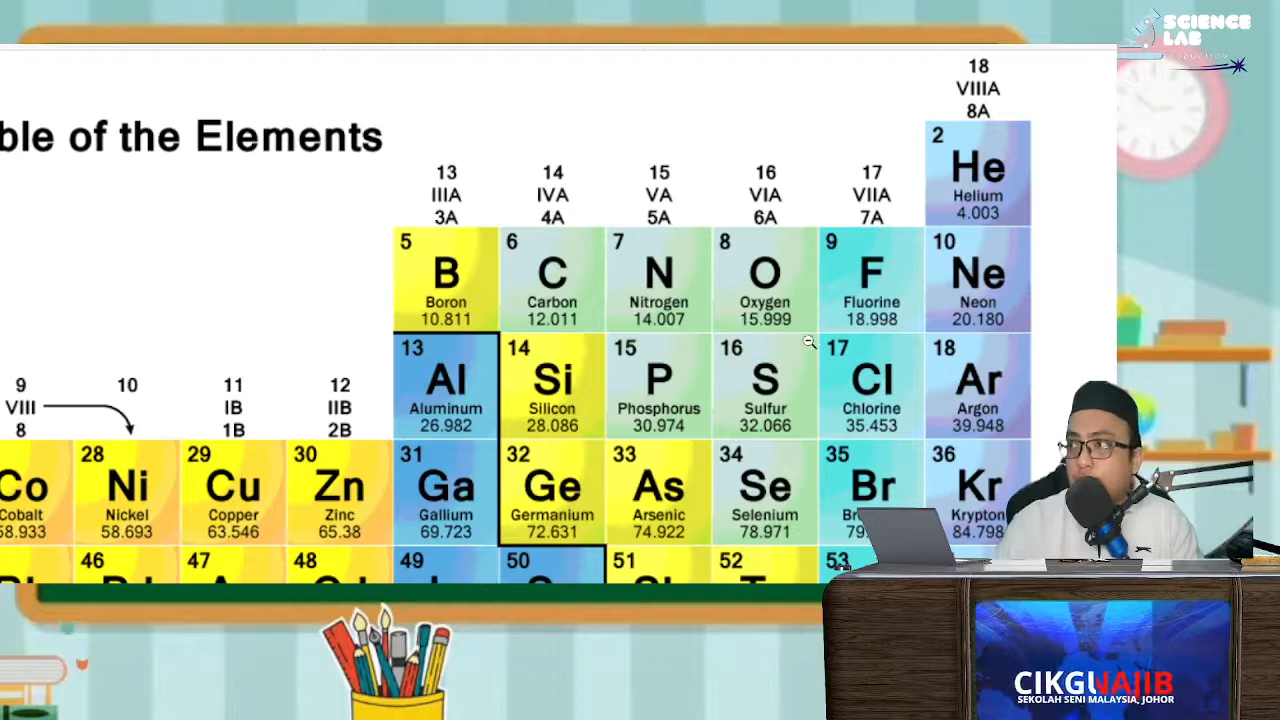 SCIENCE
LAB
18
VIIIA
8A
ble of the Elements
13
IIIA
3A
14
IVA
4A
15
VA
5A
16
VIA
6A
17
VIIA
7A
2
He
Helium
4.003
5
B
Boron
10.811
6
C
Carbon
12.011
7
N
Nitrogen
14.007
8
O
Oxygen
15.999
9
F
Fluorine
18.998
10
Ne
Neon
20.180
13
Al
Aluminum
26.982
14
Si
Silicon
28.086
15
P
Phosphorus
30.974
16
S
Sulfur
32.066
17
Cl
Chlorine
35.453
18
Ar
Argon
39.948
9
VIII
8
10
11
IB
1B
12
IIB
2B
Co
Cobalt
58.933
28
Ni
Nickel
58.693
29
Cu
Copper
63.546
30
Zn
Zinc
65.38
31
Ga
Gallium
69.723
32
Ge
Germanium
72.631
33
As
Arsenic
74.922
34
Se
Selenium
78.971
35
Br
79.
36
Kr
Krypton
84.798
46
47
48
49
50
51
52
53
CIKGU NAJIB
SEKOLAH SENI MALAYSIA, JOHOR